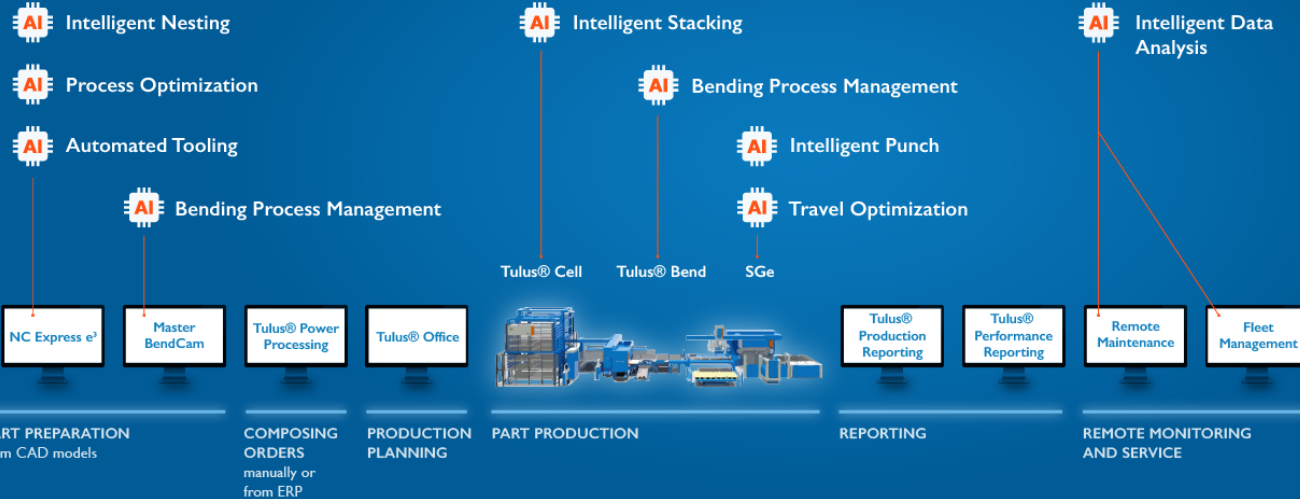 AI Intelligent Nesting
AI Process Optimization
AI Automated Tooling
AI Bending Process Management
AI Intelligent Stacking
AI Bending Process Management
AI Intelligent Punch
AI Travel Optimization
AI Intelligent Data
Analysis
Tulus® Cell
Tulus® Bend
SGe
NC Express e³
Master
BendCam
Tulus® Power
Processing
Tulus® Office
Tulus®
Production
Reporting
Tulus®
Performance
Reporting
Remote
Maintenance
Fleet
Management
ART PREPARATION
m CAD models
COMPOSING
ORDERS
manually or
from ERP
PRODUCTION
PLANNING
PART PRODUCTION
REPORTING
REMOTE MONITORING
AND SERVICE